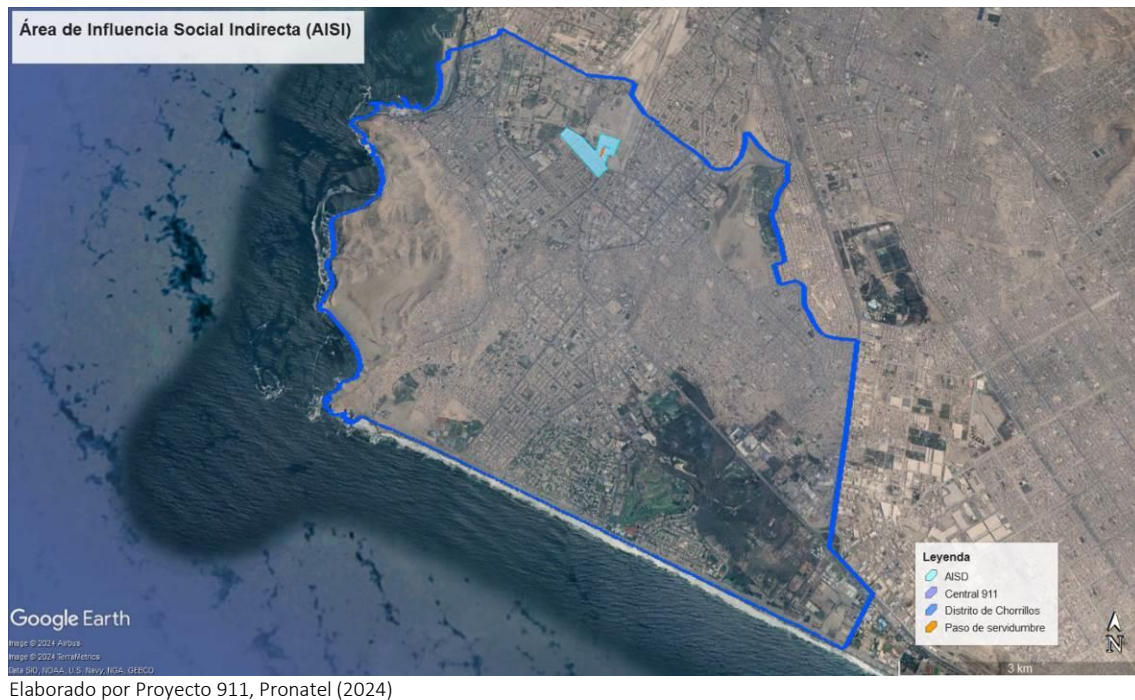 Área de Influencia Social Indirecta (AISI)
Leyenda
AISD
Central 911
Distrito de Chorrillos
Paso de servidumbre
Google Earth
Image © 2024 Airbus
Image © 2024 TerraMetrics
Data SIO, NOAA, U.S. Navy, NGA, GEBCO
N
3 km
Elaborado por Proyecto 911, Pronatel (2024)